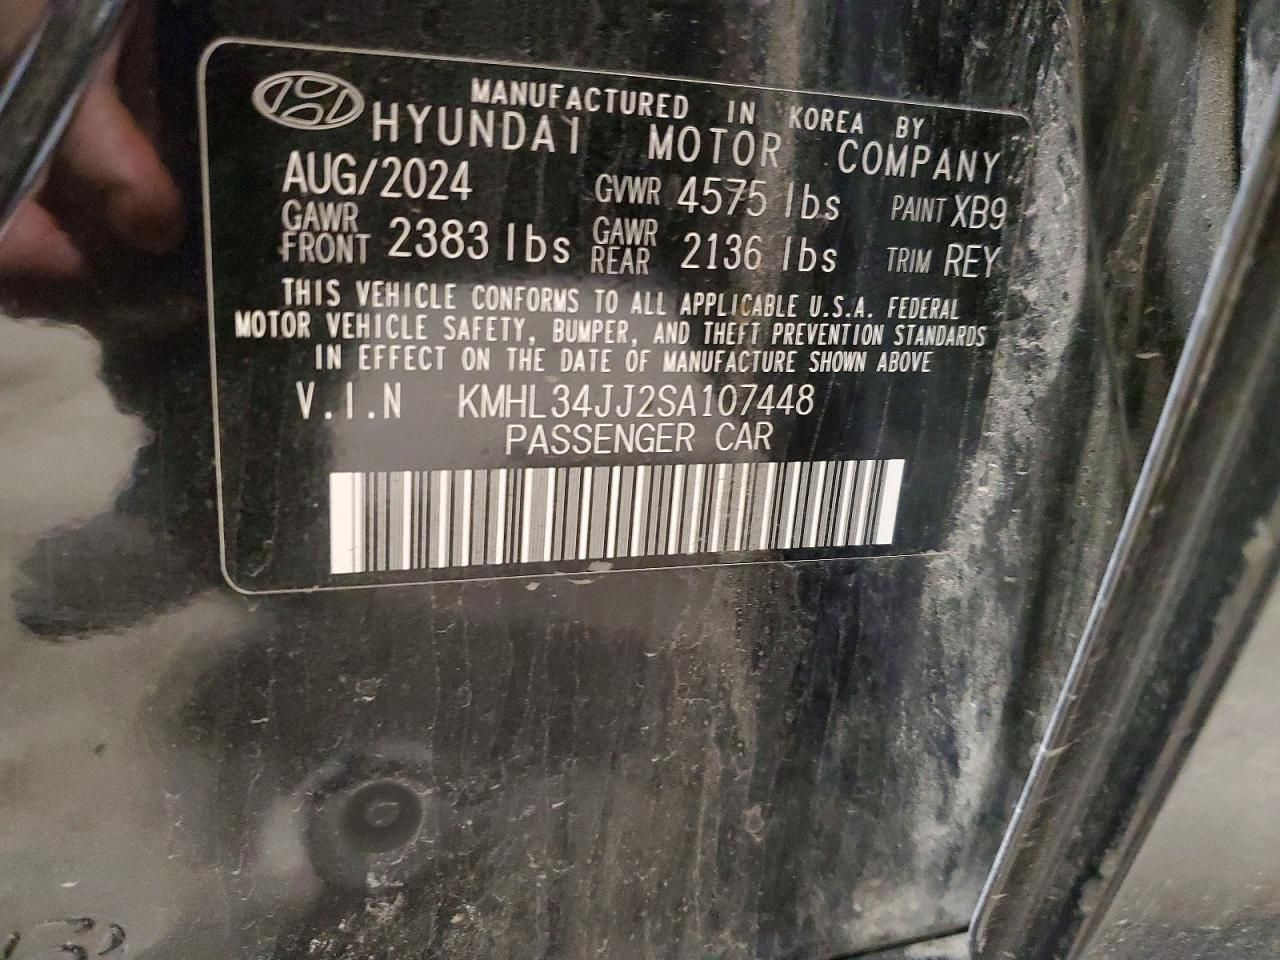 MANUFACTURED IN KOREA BY
HYUNDAI MOTOR COMPANY
AUG/2024 GVWR 4575 lbs PAINT XB9
GAWR FRONT 2383 lbs GAWR REAR 2136 lbs TRIM REY
THIS VEHICLE CONFORMS TO ALL APPLICABLE U.S.A. FEDERAL
MOTOR VEHICLE SAFETY, BUMPER, AND THEFT PREVENTION STANDARDS
IN EFFECT ON THE DATE OF MANUFACTURE SHOWN ABOVE
V.I.N KMHL34JJ2SA107448
PASSENGER CAR